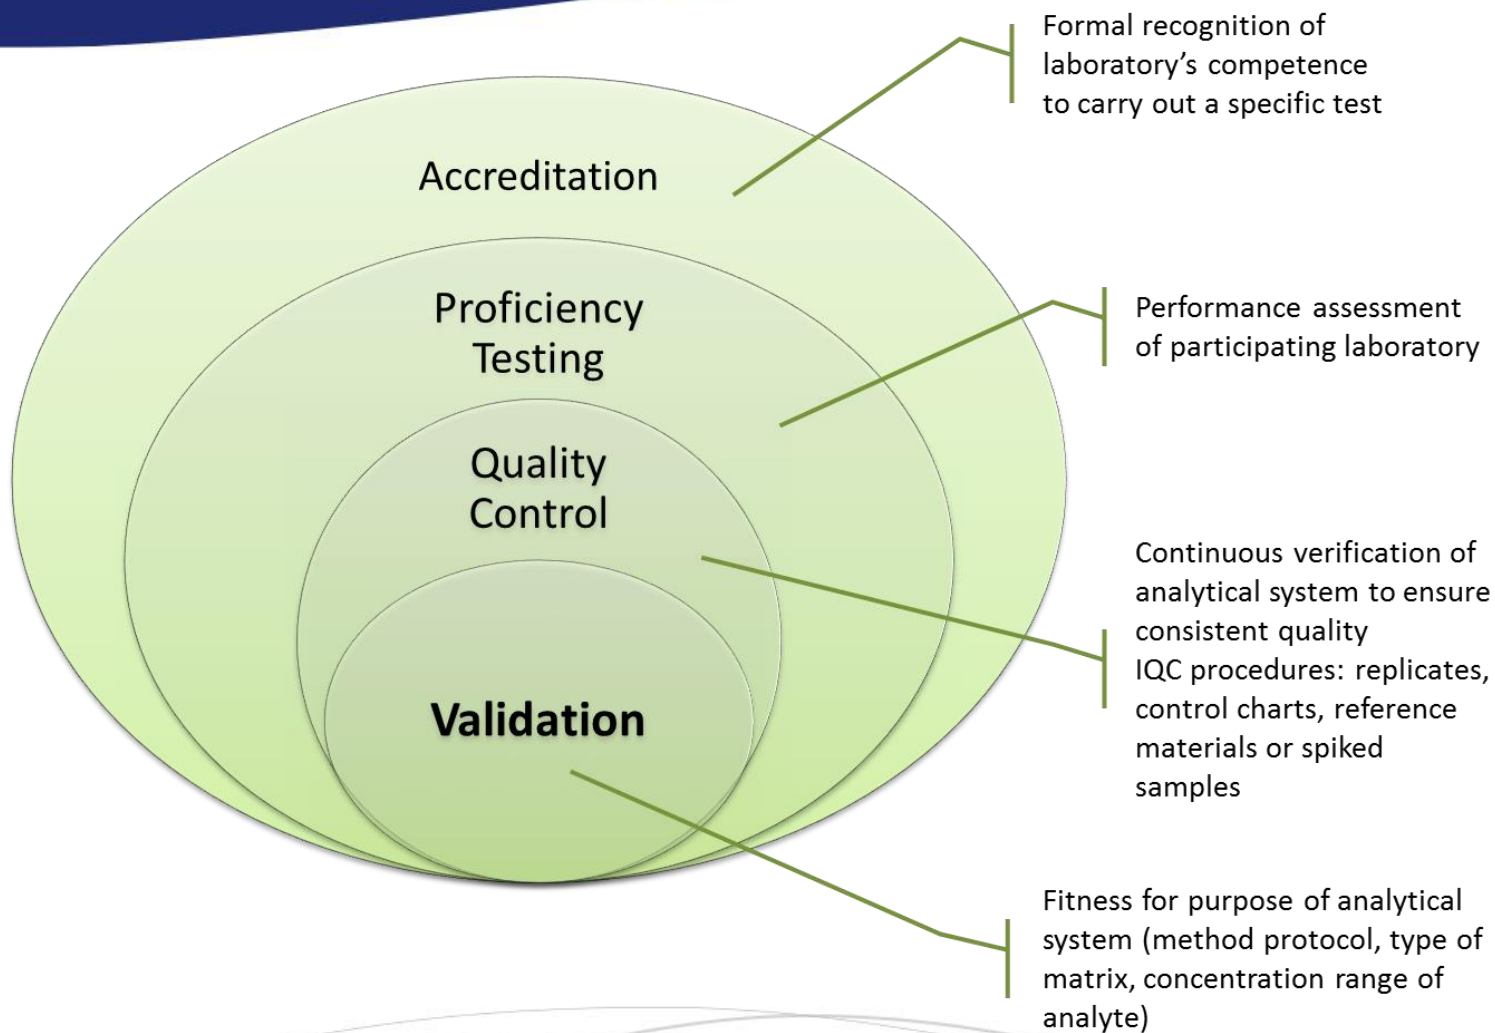 Formal recognition of
laboratory’s competence
to carry out a specific test
Accreditation
Proficiency
Testing
Performance assessment
of participating laboratory
Quality
Control
Continuous verification of
analytical system to ensure
consistent quality
IQC procedures: replicates,
control charts, reference
materials or spiked
samples
Validation
Fitness for purpose of analytical
system (method protocol, type of
matrix, concentration range of
analyte)